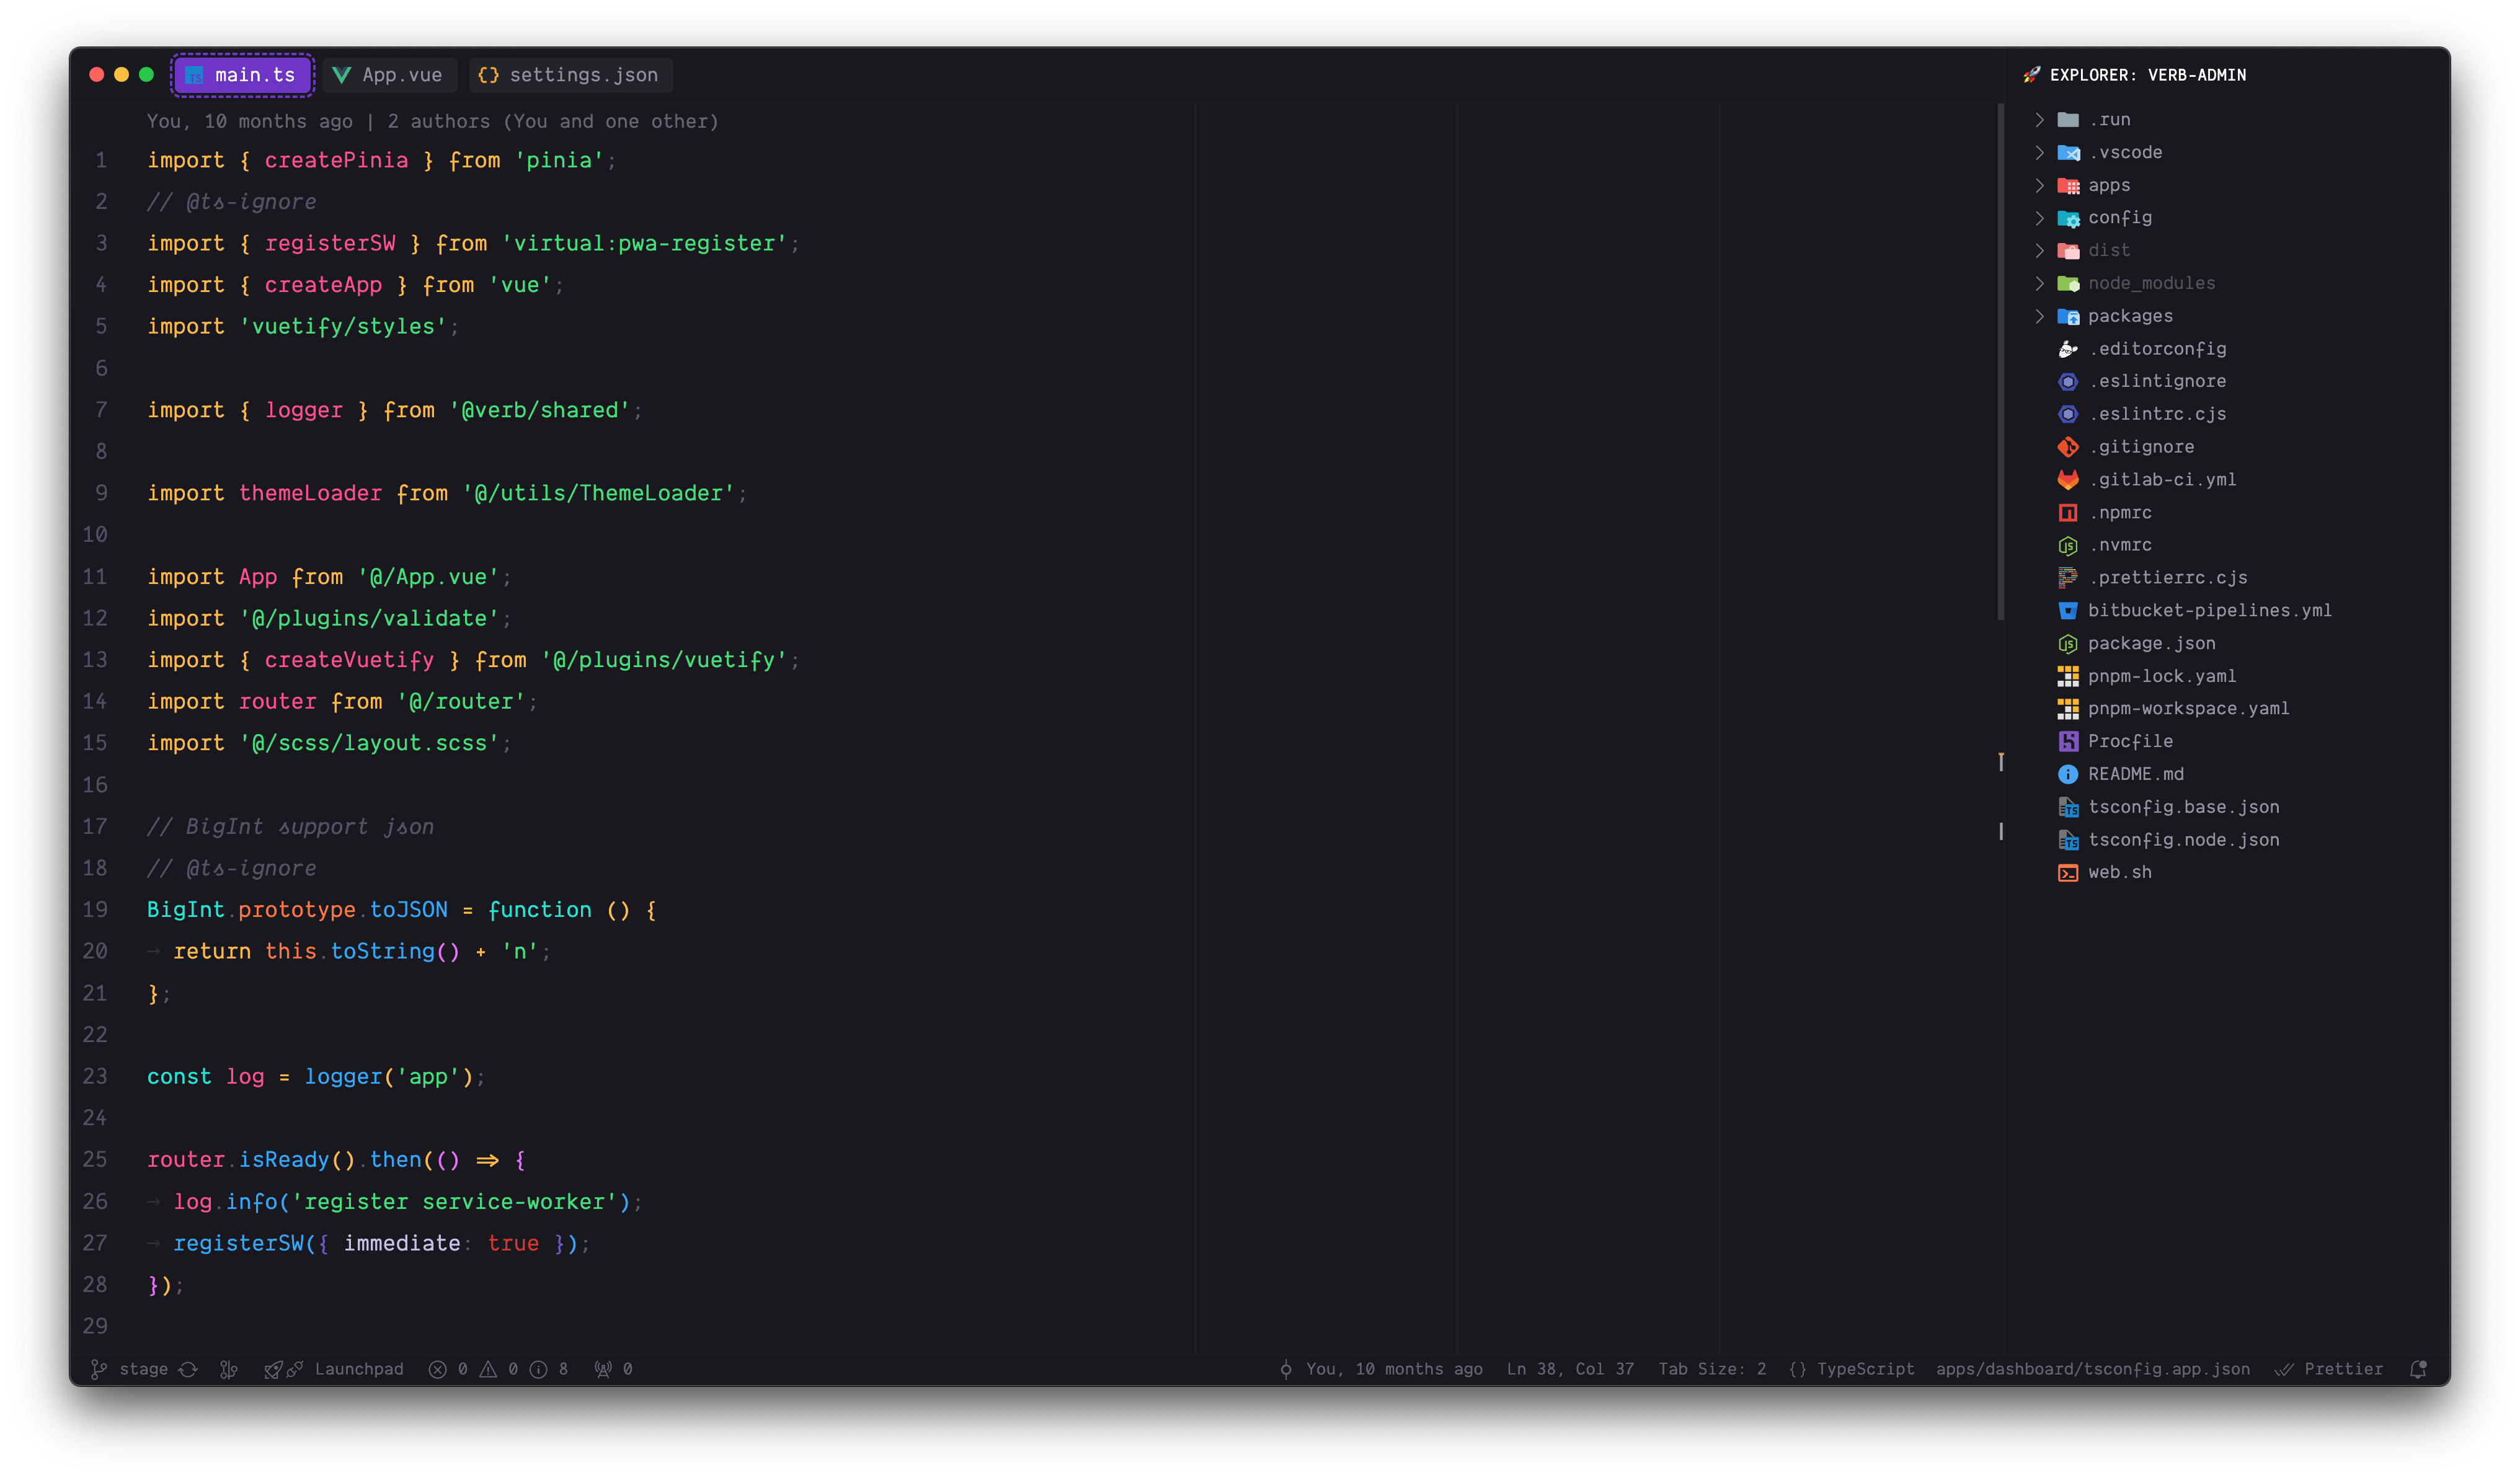 main.ts App.vue settings.json
You, 10 months ago | 2 authors (You and one other)
1 import { createPinia } from 'pinia';
2 // @ts-ignore
3 import { registerSW } from 'virtual:pwa-register';
4 import { createApp } from 'vue';
5 import 'vuetify/styles';
6
7 import { logger } from '@verb/shared';
8
9 import themeLoader from '@/utils/ThemeLoader';
10
11 import App from '@/App.vue';
12 import '@/plugins/validate';
13 import { createVuetify } from '@/plugins/vuetify';
14 import router from '@/router';
15 import '@/scss/layout.scss';
16
17 // BigInt support json
18 // @ts-ignore
19 BigInt.prototype.toJSON = function () {
20 → return this.toString() + 'n';
21 };
22
23 const log = logger('app');
24
25 router.isReady().then(() => {
26 → log.info('register service-worker');
27 → registerSW({ immediate: true });
28 });
29
🚀 EXPLORER: VERB-ADMIN
.run
.vscode
apps
config
dist
node_modules
packages
.editorconfig
.eslintignore
.eslintrc.cjs
.gitignore
.gitlab-ci.yml
.npmrc
.nvmrc
.prettierrc.cjs
bitbucket-pipelines.yml
package.json
pnpm-lock.yaml
pnpm-workspace.yaml
Procfile
README.md
tsconfig.base.json
tsconfig.node.json
web.sh
stage Launchpad 0 0 8 0 You, 10 months ago Ln 38, Col 37 Tab Size: 2 {} TypeScript apps/dashboard/tsconfig.app.json Prettier